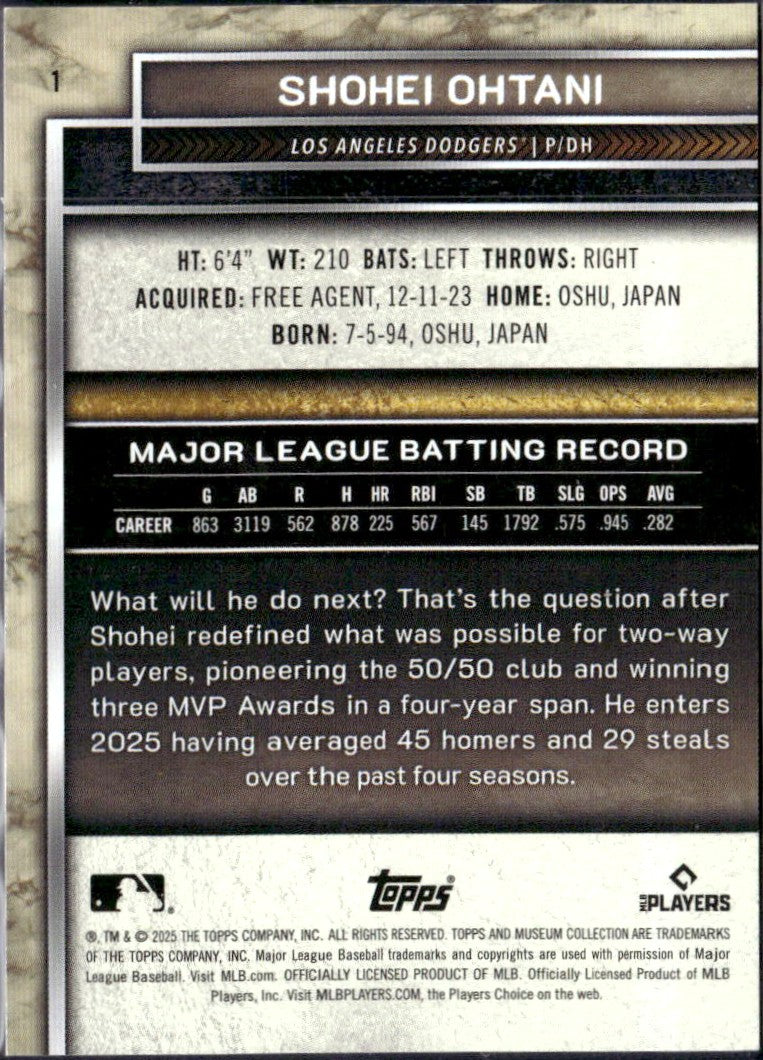 1
SHOHEI OHTANI
LOS ANGELES DODGERS® | P/DH
HT: 6'4" WT: 210 BATS: LEFT THROWS: RIGHT
ACQUIRED: FREE AGENT, 12-11-23 HOME: OSHU, JAPAN
BORN: 7-5-94, OSHU, JAPAN
MAJOR LEAGUE BATTING RECORD
G AB R H HR RBI SB TB SLG OPS AVG
CAREER 863 3119 562 878 225 567 145 1792 .575 .945 .282
What will he do next? That's the question after
Shohei redefined what was possible for two-way
players, pioneering the 50/50 club and winning
three MVP Awards in a four-year span. He enters
2025 having averaged 45 homers and 29 steals
over the past four seasons.
Topps®
MLB PLAYERS
®, TM & © 2025 THE TOPPS COMPANY, INC. ALL RIGHTS RESERVED. TOPPS AND MUSEUM COLLECTION ARE TRADEMARKS
OF THE TOPPS COMPANY, INC. Major League Baseball trademarks and copyrights are used with permission of Major
League Baseball. Visit MLB.com. OFFICIALLY LICENSED PRODUCT OF MLB. Officially Licensed Product of MLB
Players, Inc. Visit MLBPLAYERS.COM, the Players Choice on the web.